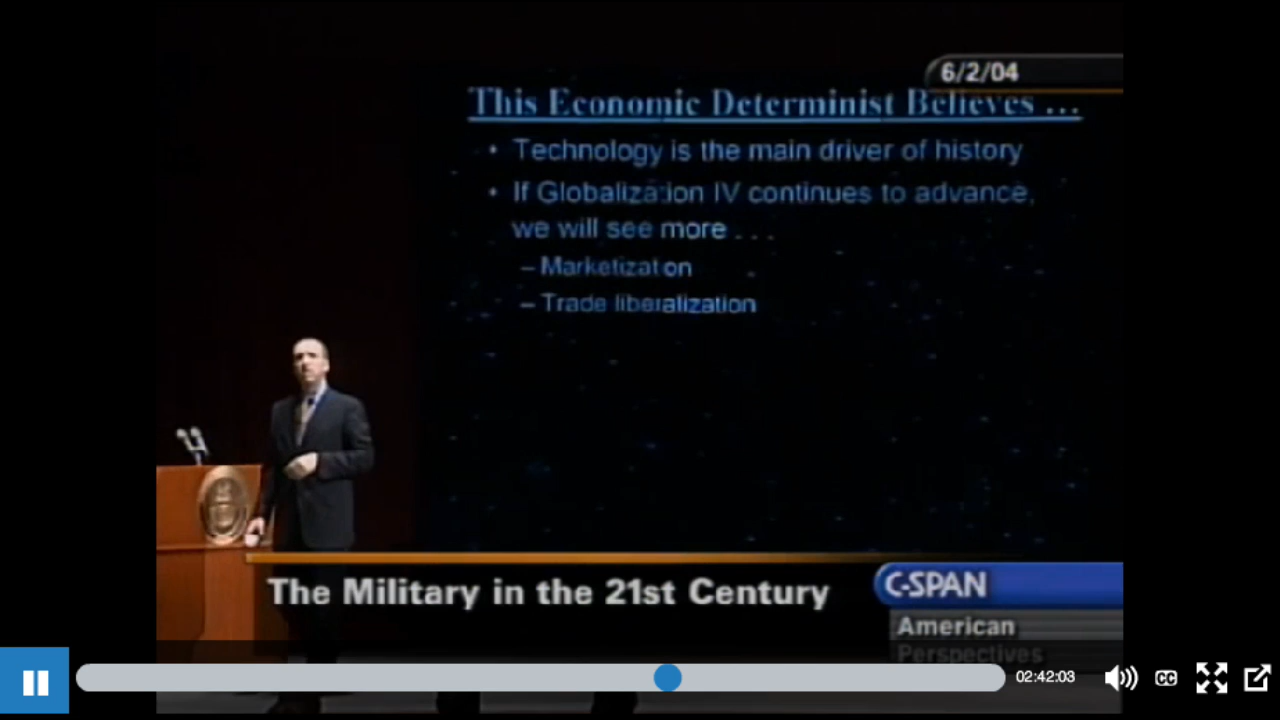 6/2/04
This Economic Determinist Believes ...
• Technology is the main driver of history
• If Globalization IV continues to advance,
we will see more . . .
– Marketization
– Trade liberalization
The Military in the 21st Century
C-SPAN
American
Perspectives
02:42:03
CC